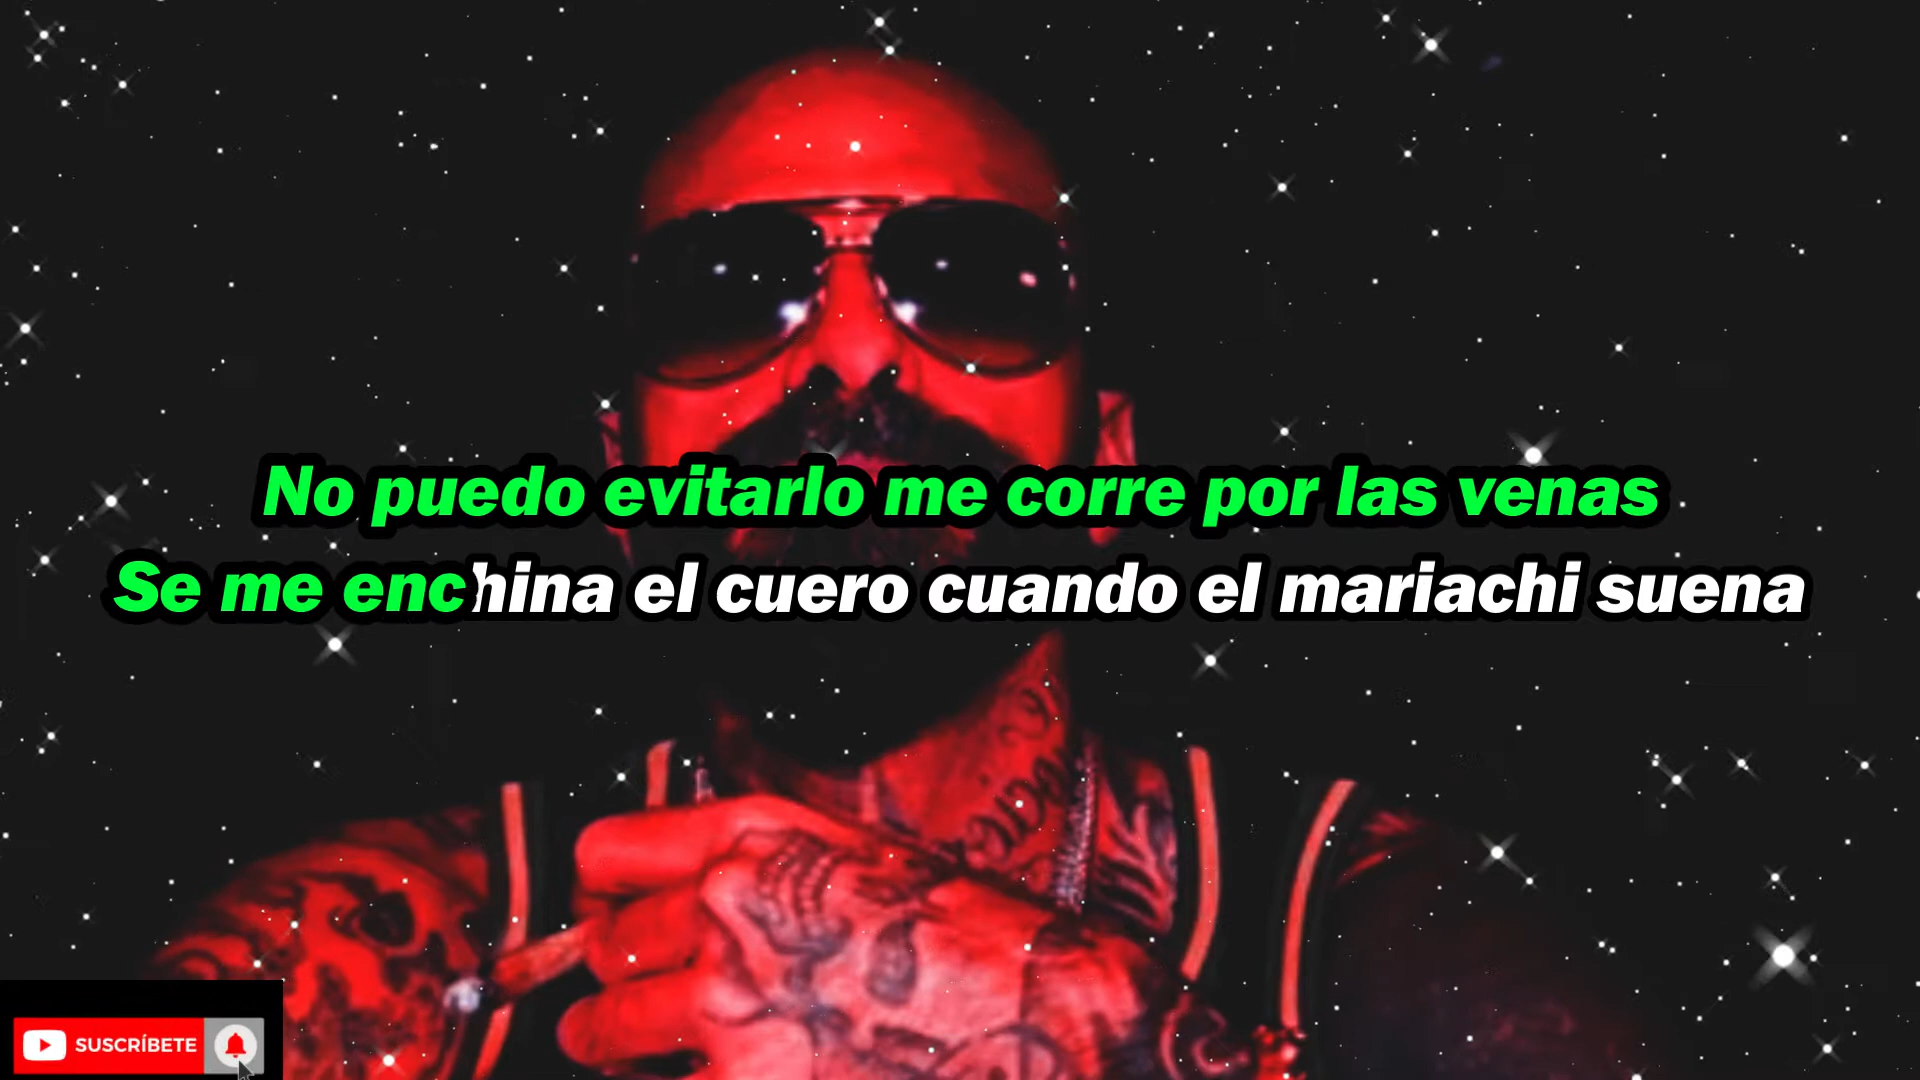 No puedo evitarlo me corre por las venas
Se me enchina el cuero cuando el mariachi suena
SUSCRÍBETE